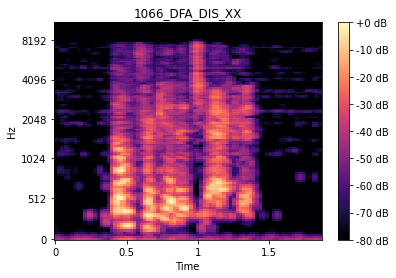 1066_DFA_DIS_XX
+0 dB
8192
-10 dB
4096
-20 dB
-30 dB
2048
Hz
-40 dB
1024
-50 dB
512
-60 dB
-70 dB
0
-80 dB
0 0.5 1 1.5
Time